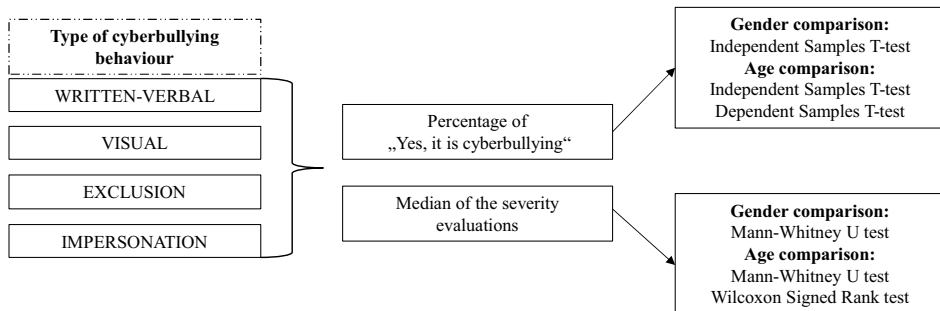 Type of cyberbullying
behaviour
WRITTEN-VERBAL
VISUAL
EXCLUSION
IMPERSONATION
Percentage of
„Yes, it is cyberbullying“
Median of the severity
evaluations
Gender comparison:
Independent Samples T-test
Age comparison:
Independent Samples T-test
Dependent Samples T-test
Gender comparison:
Mann-Whitney U test
Age comparison:
Mann-Whitney U test
Wilcoxon Signed Rank test